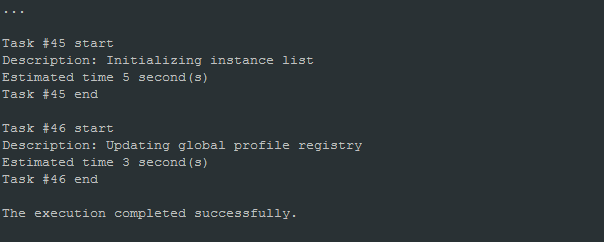 ...
Task #45 start
Description: Initializing instance list
Estimated time 5 second(s)
Task #45 end
Task #46 start
Description: Updating global profile registry
Estimated time 3 second(s)
Task #46 end
The execution completed successfully.